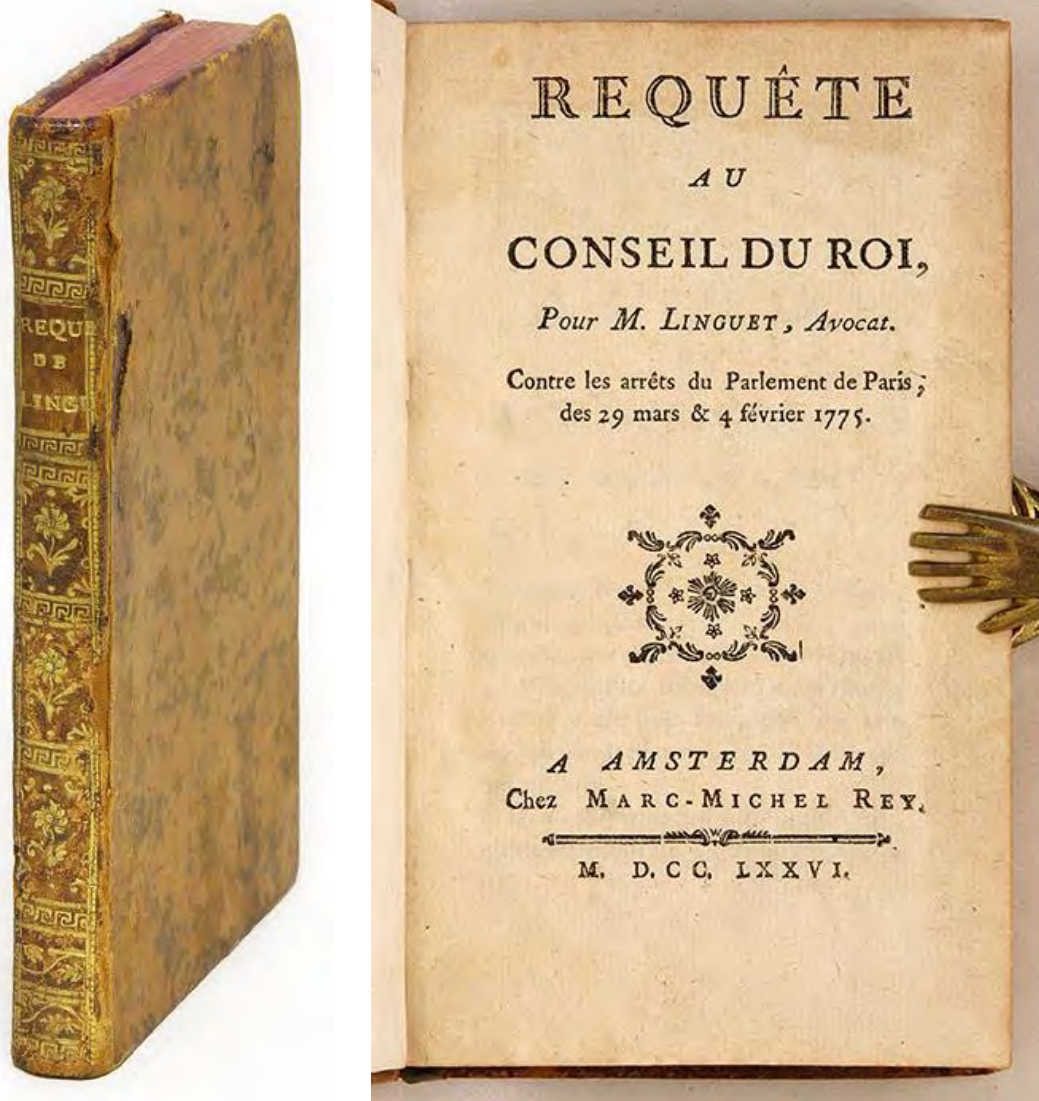 REQU
DE
LING
REQUÊTE
AU
CONSEIL DU ROI,
Pour M. LINGUET, Avocat.
Contre les arrêts du Parlement de Paris,
des 29 mars & 4 février 1775.
A AMSTERDAM,
Chez MARC-MICHEL REY.
M. D. CC. LXXVI.